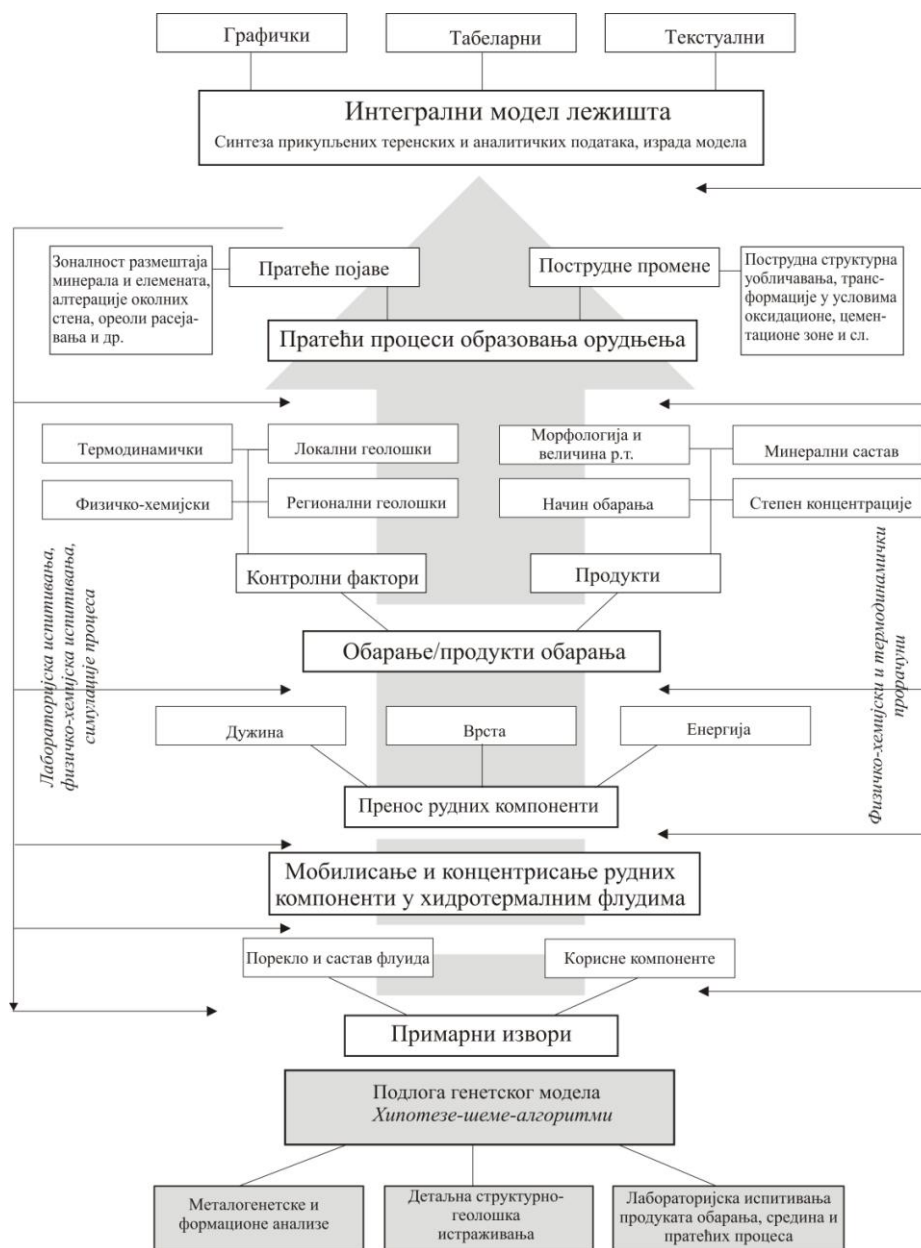 Графички
Табеларни
Текстуални
Интегрални модел лежишта
Синтеза прикупљених теренских и аналитичких података, израда модела
Зоналност размештаја
минерала и елемената,
алтерације околних
стена, ореоли расеја-
вања и др.
Пратеће појаве
Пострудне промене
Пострудна структурна
уобличавања, транс-
формације у условима
оксидационе, цемен-
тационе зоне и сл.
Пратећи процеси образовања орудњења
Термодинамички
Локални геолошки
Морфологија и
величина р.т.
Минерални састав
Физичко-хемијски
Регионални геолошки
Начин обарања
Степен концентрације
Контролни фактори
Продукти
Обарање/продукти обарања
Лабораторијска испитивања,
физичко-хемијска испитивања,
симулације процеса
Физичко-хемијски и термодинамички
прорачуни
Дужина
Врста
Енергија
Пренос рудних компоненти
Мобилисање и концентрисање рудних
компоненти у хидротермалним флудима
Порекло и састав флуида
Корисне компоненте
Примарни извори
Подлога генетског модела
Хипотезе-шеме-алгоритми
Металогенетске и
формационе анализе
Детаљна структурно-
геолошка
истраживања
Лабораторијска испитивања
продуката обарања, средина и
пратећих процеса